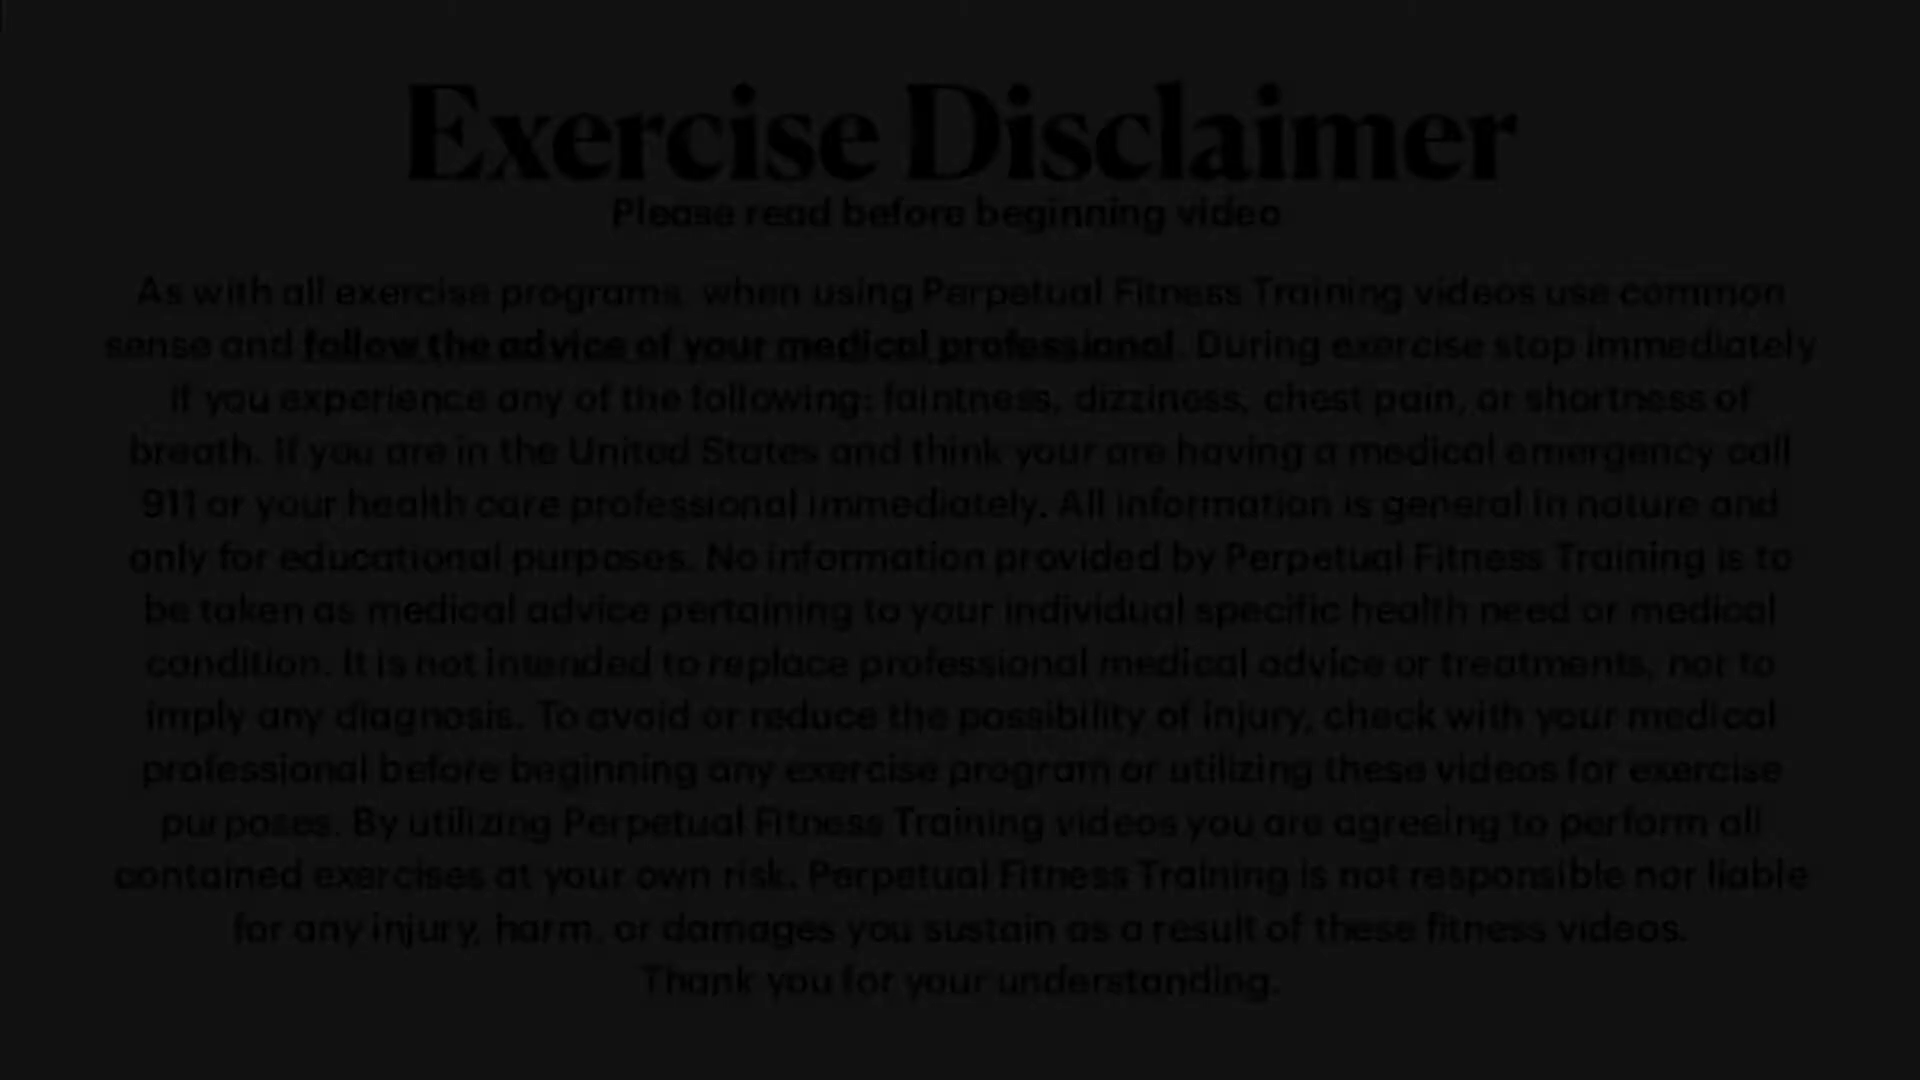 Exercise Disclaimer
Please read before beginning video
As with all exercise programs, when using Perpetual Fitness Training videos use common
sense and follow the advice of your medical professional. During exercise stop immediately
if you experience any of the following: faintness, dizziness, chest pain, or shortness of
breath. If you are in the United States and think your are having a medical emergency call
911 or your health care professional immediately. All information is general in nature and
only for educational purposes. No information provided by Perpetual Fitness Training is to
be taken as medical advice pertaining to your individual specific health need or medical
condition. It is not intended to replace professional medical advice or treatments, nor to
imply any diagnosis. To avoid or reduce the possibility of injury, check with your medical
professional before beginning any exercise program or utilizing these videos for exercise
purposes. By utilizing Perpetual Fitness Training videos you are agreeing to perform all
contained exercises at your own risk. Perpetual Fitness Training is not responsible nor liable
for any injury, harm, or damages you sustain as a result of these fitness videos.
Thank you for your understanding.